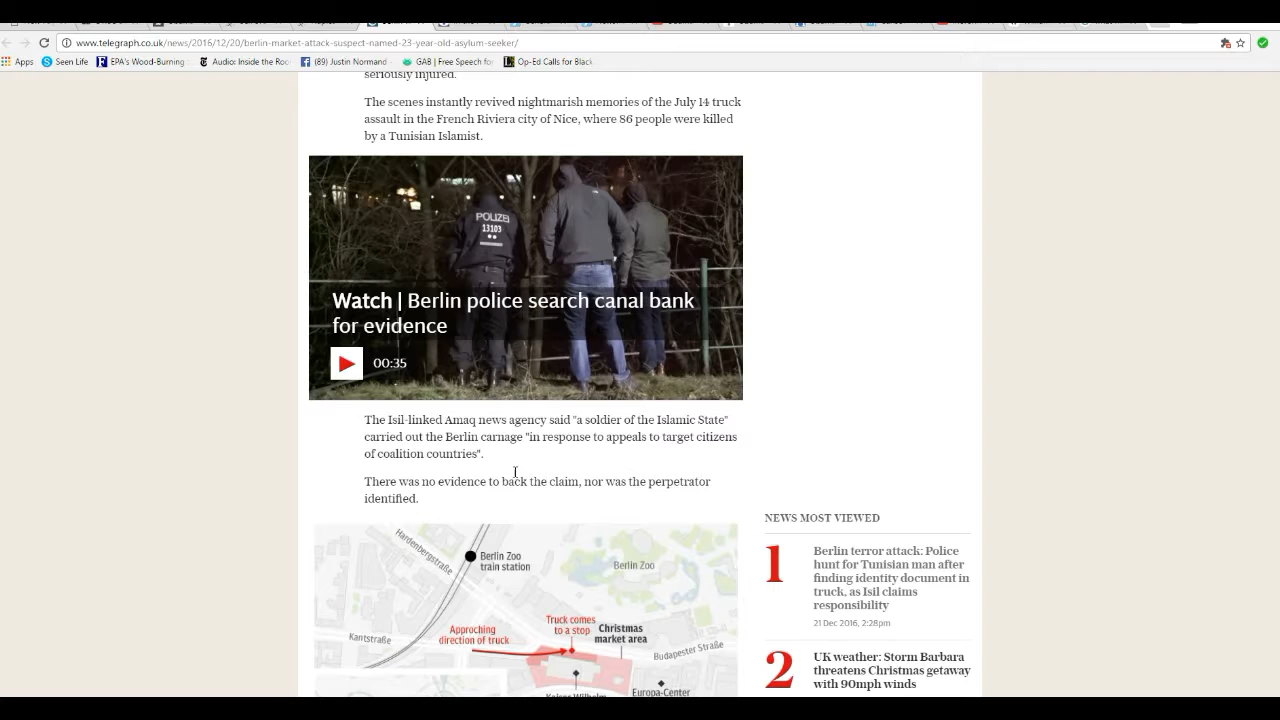 www.telegraph.co.uk/news/2016/12/20/berlin-market-attack-suspect-named-23-year-old-asylum-seeker/
Apps Seen Life EPA's Wood-Burning Audio: Inside the Roc (89) Justin Normand GAB | Free Speech fo Op-Ed Calls for Black
seriously injured.
The scenes instantly revived nightmarish memories of the July 14 truck
assault in the French Riviera city of Nice, where 86 people were killed
by a Tunisian Islamist.
POLIZEI
13103
Watch | Berlin police search canal bank
for evidence
00:35
The Isil-linked Amaq news agency said "a soldier of the Islamic State"
carried out the Berlin carnage "in response to appeals to target citizens
of coalition countries".
There was no evidence to back the claim, nor was the perpetrator
identified.
Hardenbergstraße
Berlin Zoo
train station
Berlin Zoo
Kantstraße
Approching
direction of truck
Truck comes
to a stop
Christmas
market area
Budapester Straße
Kaiser Wilhelm
Europa-Center
NEWS MOST VIEWED
1
Berlin terror attack: Police
hunt for Tunisian man after
finding identity document in
truck, as Isil claims
responsibility
21 Dec 2016, 2:28pm
2
UK weather: Storm Barbara
threatens Christmas getaway
with 90mph winds